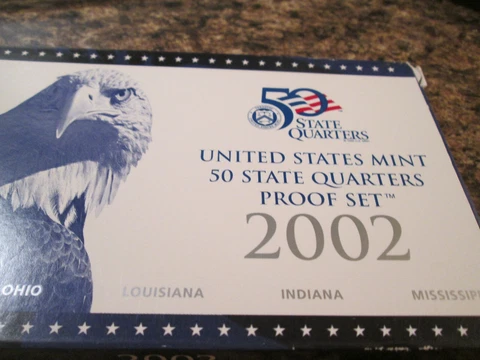 50
STATE
QUARTERS
UNITED STATES MINT
50 STATE QUARTERS
PROOF SET™
2002
OHIO
LOUISIANA
INDIANA
MISSISSIP